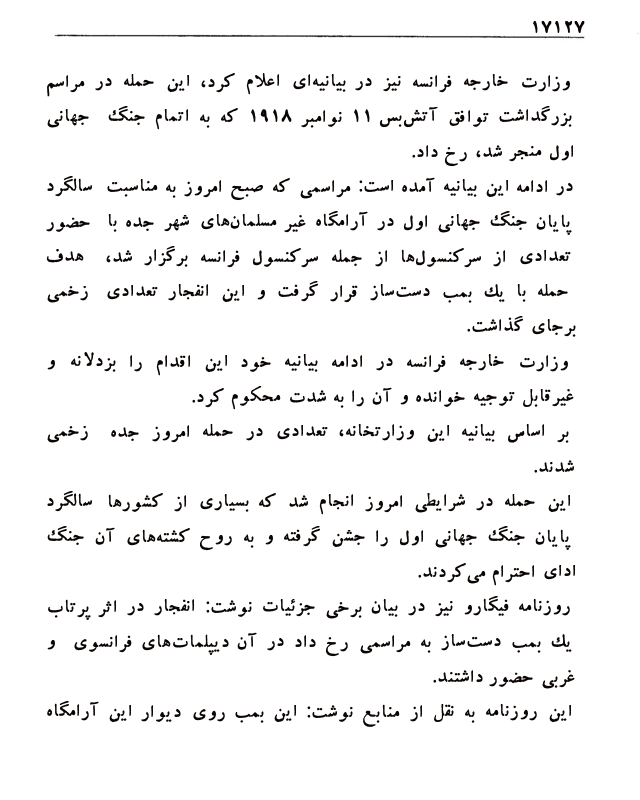 ۱۷۱۲۷
وزارت خارجه فرانسه نیز در بیانیه‌ای اعلام کرد، این حمله در مراسم
بزرگداشت توافق آتش‌بس ۱۱ نوامبر ۱۹۱۸ که به اتمام جنگ جهانی
اول منجر شد، رخ داد.
در ادامه این بیانیه آمده است: مراسمی که صبح امروز به مناسبت سالگرد
پایان جنگ جهانی اول در آرامگاه غیر مسلمان‌های شهر جده با حضور
تعدادی از سرکنسول‌ها از جمله سرکنسول فرانسه برگزار شد، هدف
حمله با یك بمب دست‌ساز قرار گرفت و این انفجار تعدادی زخمی
برجای گذاشت.
وزارت خارجه فرانسه در ادامه بیانیه خود این اقدام را بزدلانه و
غیرقابل توجیه خوانده و آن را به شدت محکوم کرد.
بر اساس بیانیه این وزارتخانه، تعدادی در حمله امروز جده زخمی
شدند.
این حمله در شرایطی امروز انجام شد که بسیاری از کشورها سالگرد
پایان جنگ جهانی اول را جشن گرفته و به روح کشته‌های آن جنگ
ادای احترام می‌کردند.
روزنامه فیگارو نیز در بیان برخی جزئیات نوشت: انفجار در اثر پرتاب
یك بمب دست‌ساز به مراسمی رخ داد در آن دیپلمات‌های فرانسوی و
غربی حضور داشتند.
این روزنامه به نقل از منابع نوشت: این بمب روی دیوار این آرامگاه